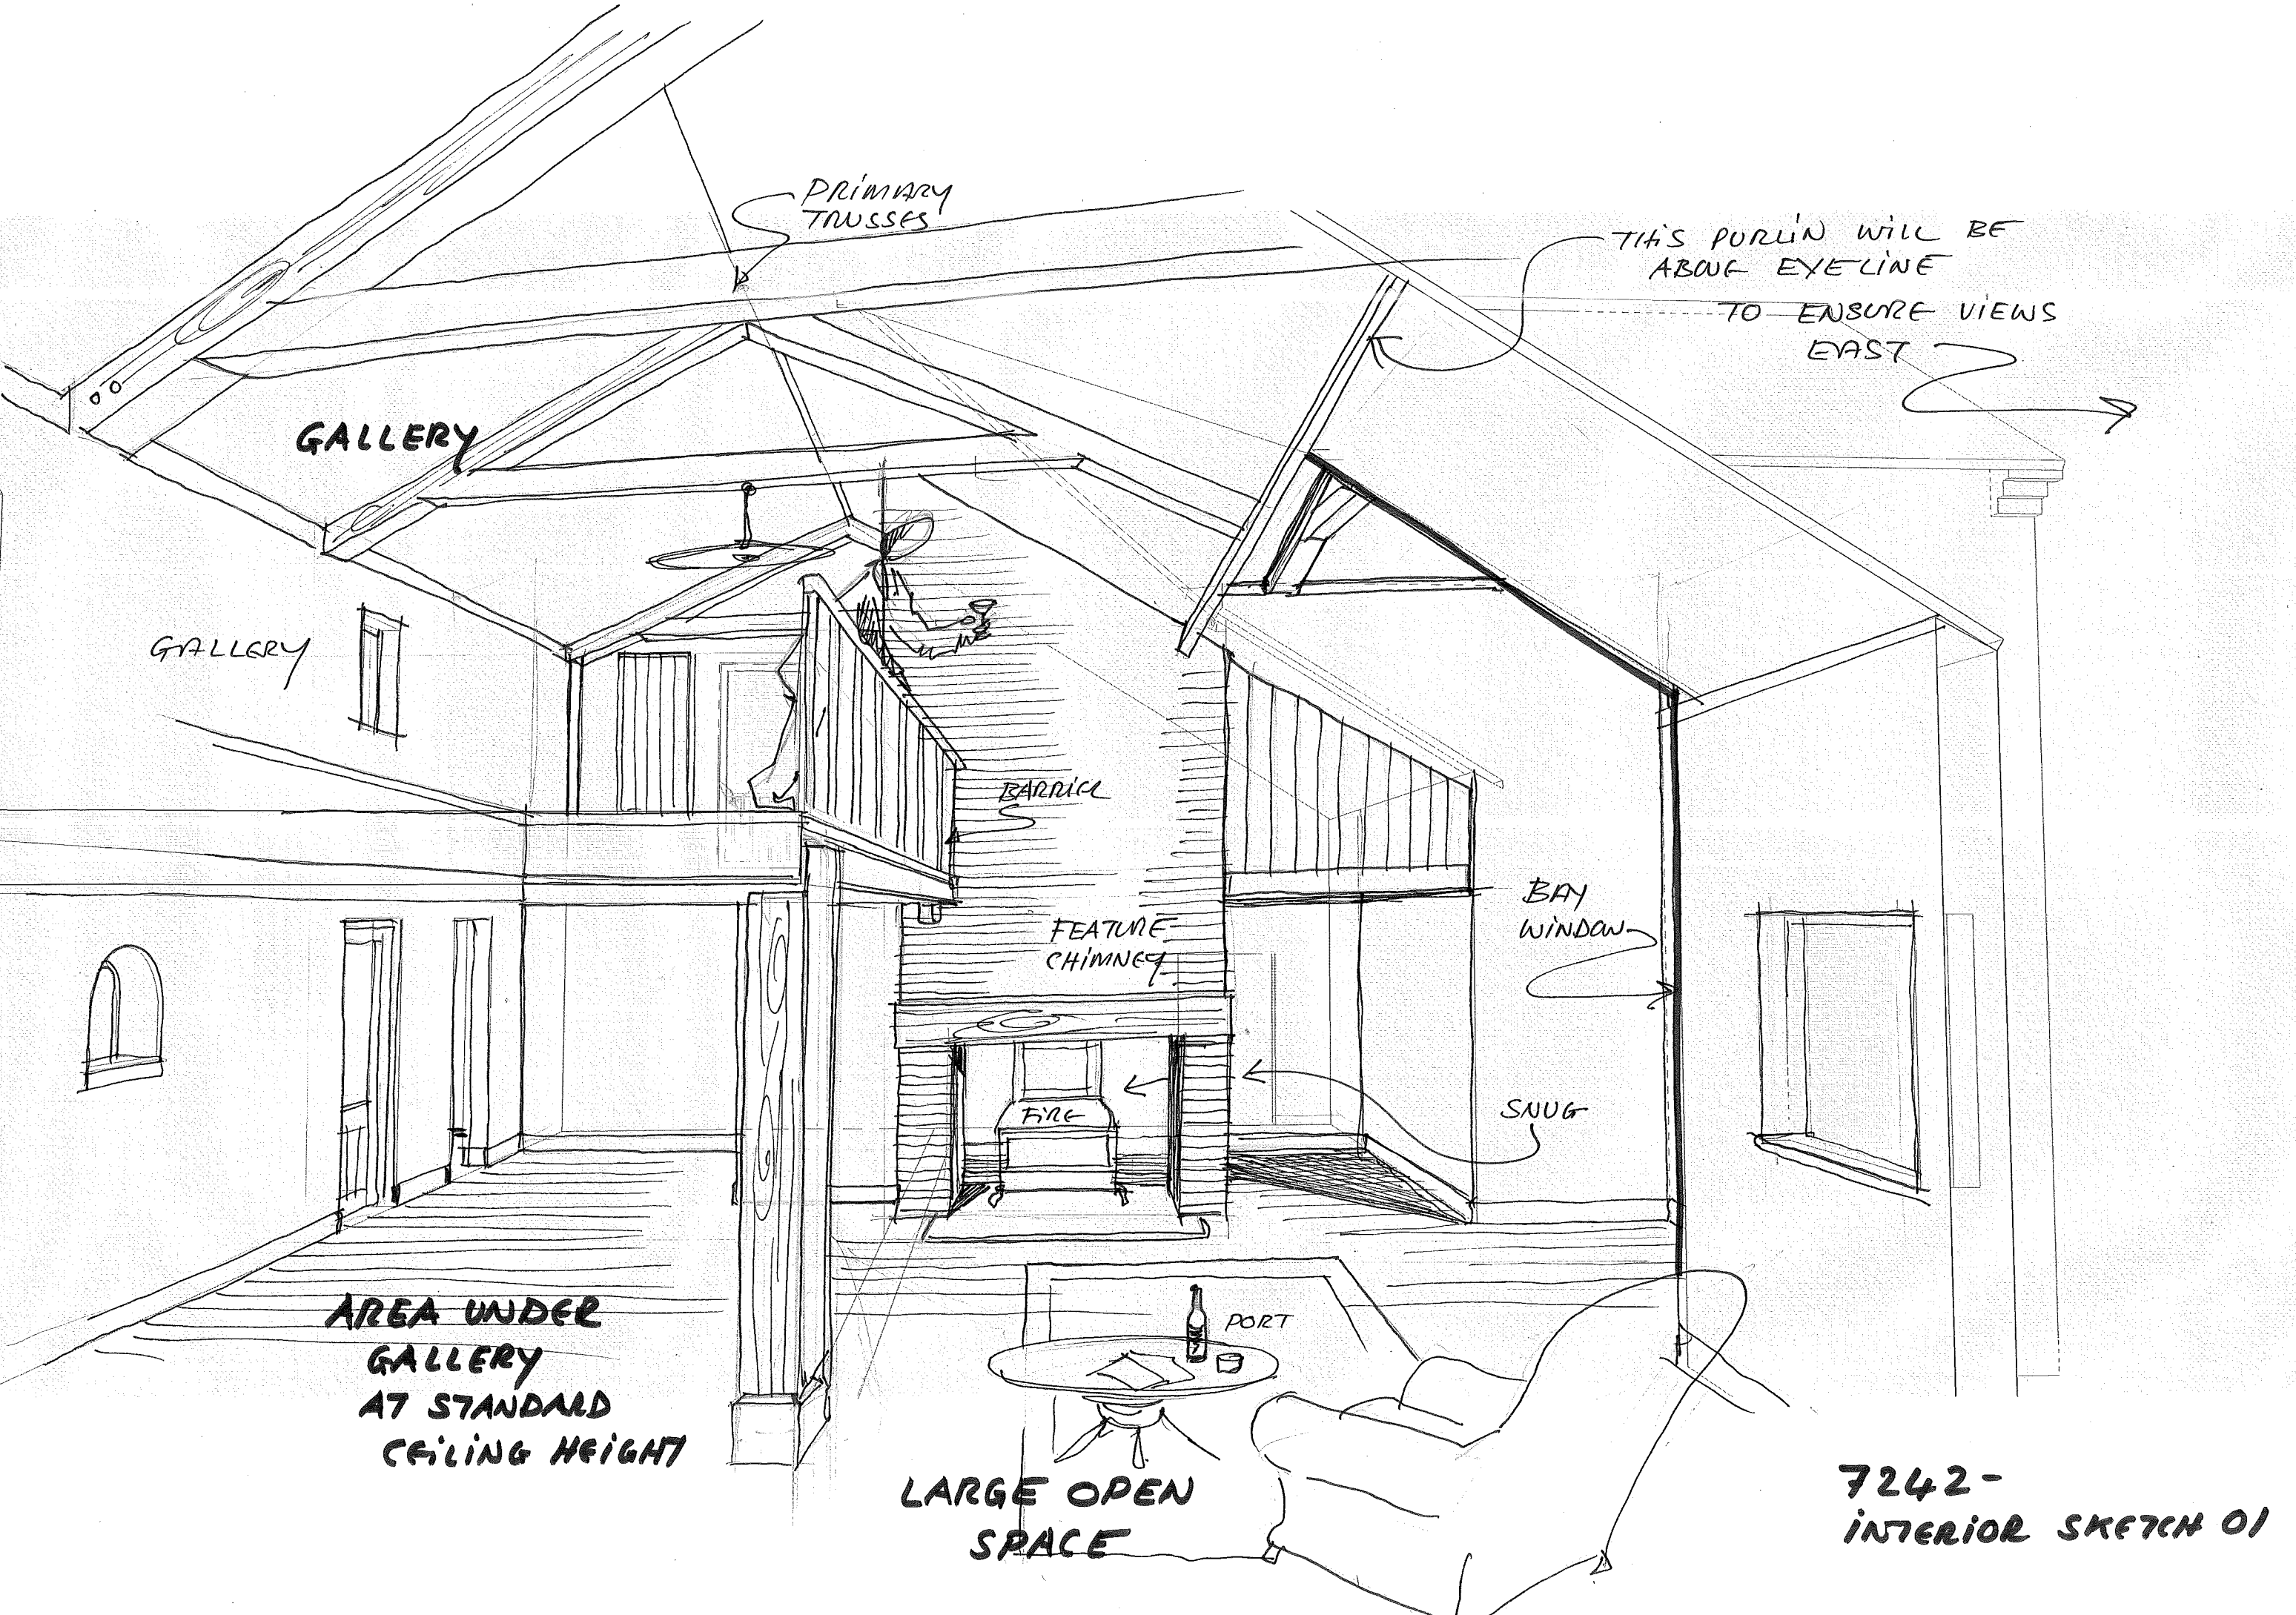 PRIMARY
TRUSSES
THIS PURLIN WILL BE
ABOVE EYELINE
TO ENSURE VIEWS
EAST
GALLERY
GALLERY
BARRIER
BAY
WINDOW
FEATURE
CHIMNEY
FIRE
SNUG
PORT
AREA UNDER
GALLERY
AT STANDARD
CEILING HEIGHT
LARGE OPEN
SPACE
7242-
INTERIOR SKETCH 01